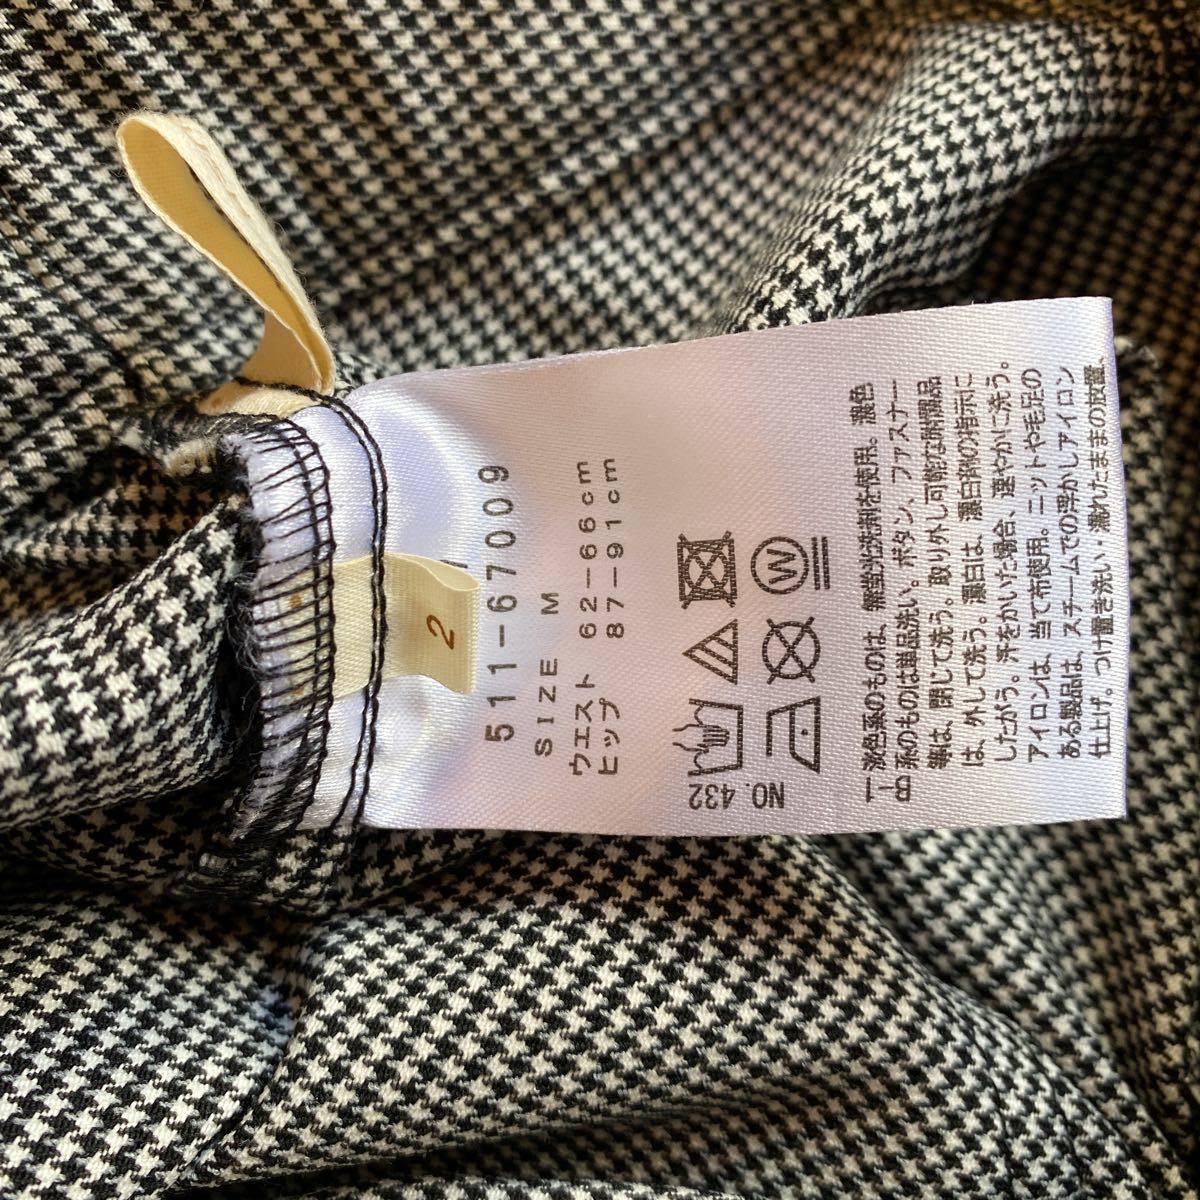 2
511-67009
SIZE M
ウエスト 62-66cm
ヒップ 87-91cm
W
NO. 432
淡色系のものは、無蛍光洗剤を使用。濃色
系のものは単品洗い。ボタン、ファスナー
等は、閉じて洗う。取り外し可能な附属品
は、外して洗う。漂白は、漂白剤の指示に
したがう。汗をかいた場合、速やかに洗う。
アイロンは、当て布使用。ニットや毛足の
ある製品は、スチームでの浮かしアイロン
仕上げ。つけ置き洗い・濡れたままの放置、